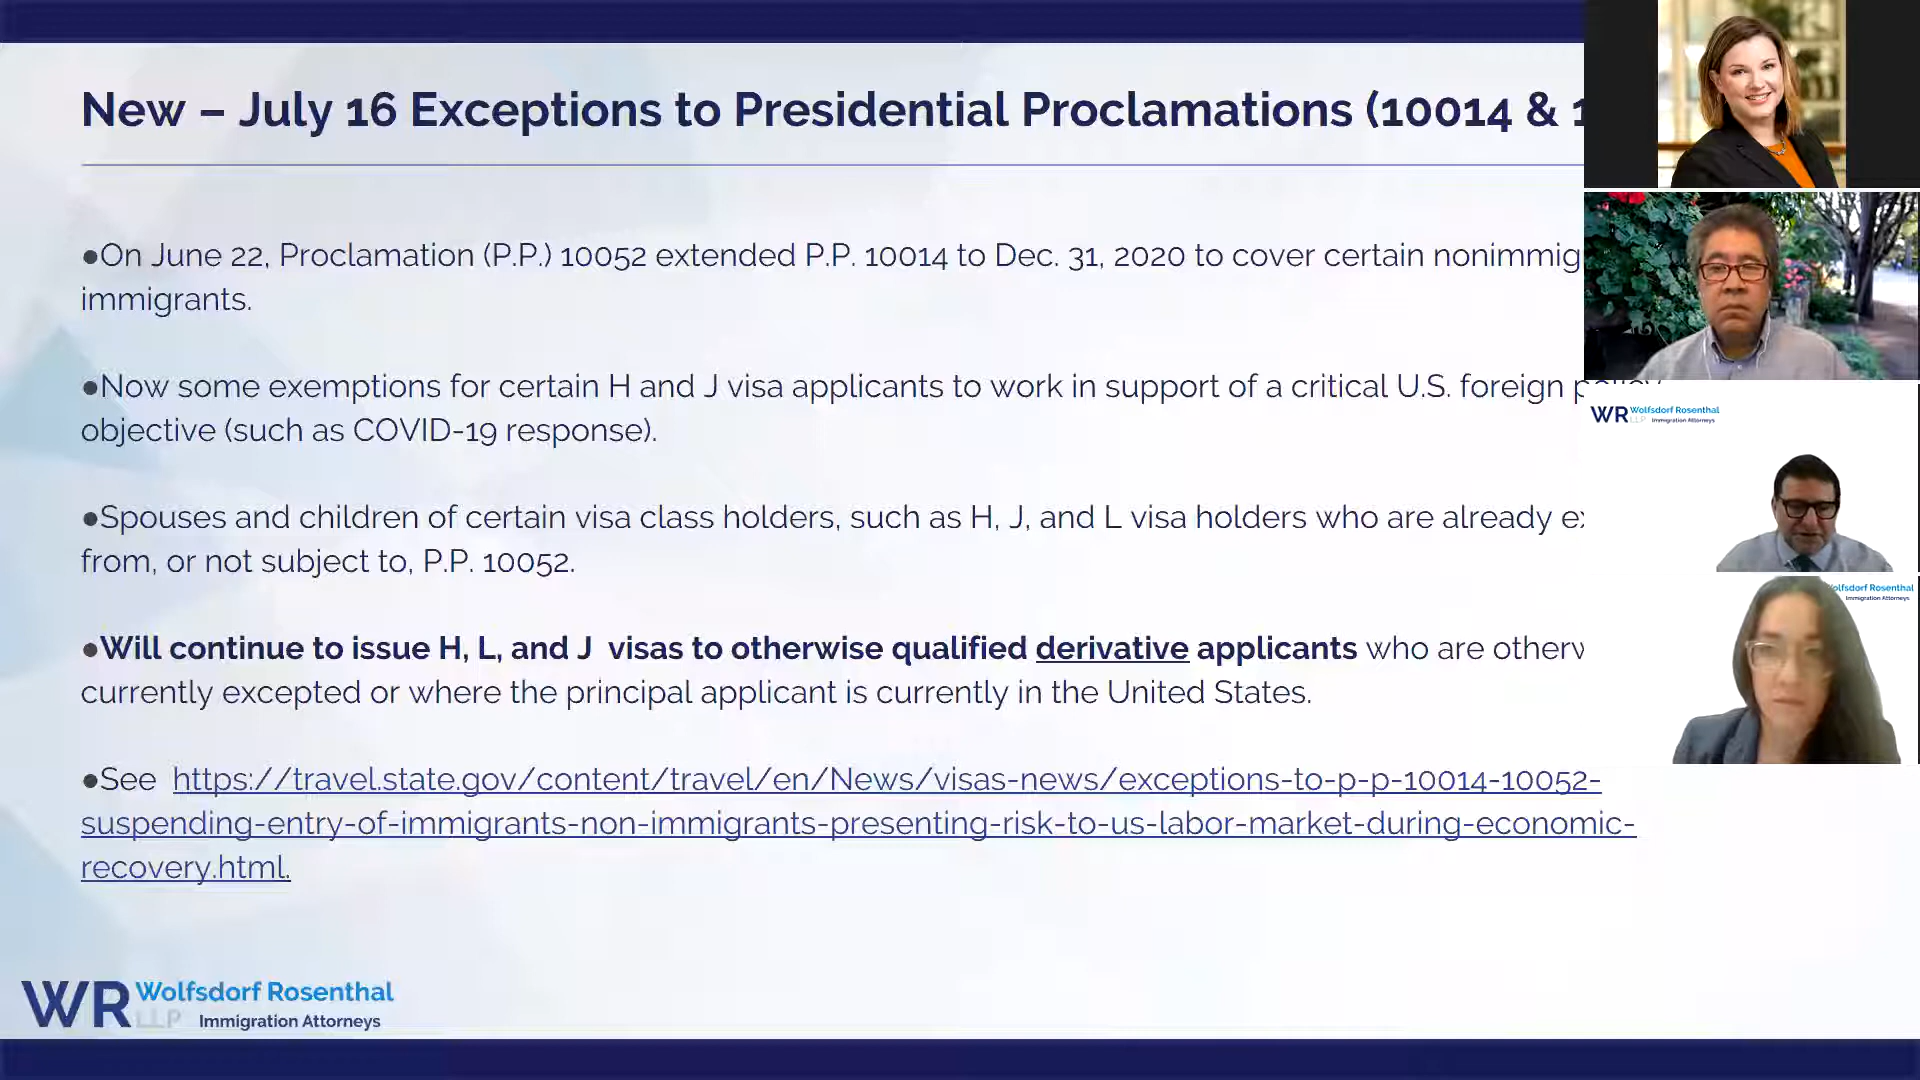 New – July 16 Exceptions to Presidential Proclamations (10014 &
●On June 22, Proclamation (P.P.) 10052 extended P.P. 10014 to Dec. 31, 2020 to cover certain
immigrants.
●Now some exemptions for certain H and J visa applicants to work in support of a critical U.S. foreign policy
objective (such as COVID-19 response).
●Spouses and children of certain visa class holders, such as H, J, and L visa holders who are already
from, or not subject to, P.P. 10052.
●Will continue to issue H, L, and J visas to otherwise qualified derivative applicants who are
currently excepted or where the principal applicant is currently in the United States.
●See https://travel.state.gov/content/travel/en/News/visas-news/exceptions-to-p-p-10014-10052-
suspending-entry-of-immigrants-non-immigrants-presenting-risk-to-us-labor-market-during-economic-
recovery.html.
WR Wolfsdorf Rosenthal
LLP Immigration Attorneys
WR Wolfsdorf Rosenthal
LLP Immigration Attorneys
Rosenthal
Immigration Attorneys